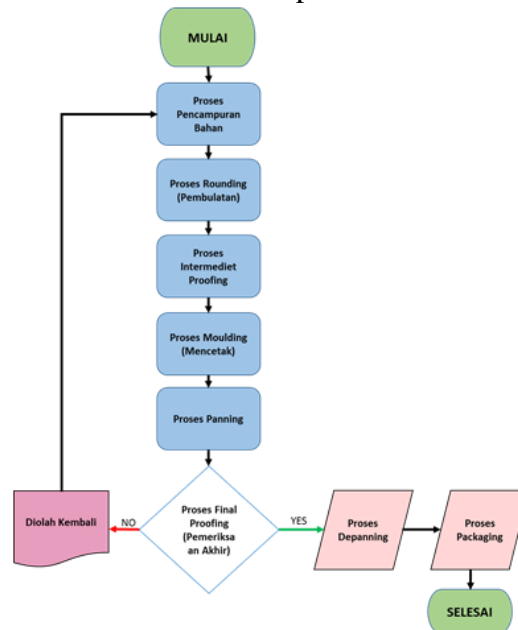 MULAI
Proses
Pencampuran
Bahan
Proses Rounding
(Pembulatan)
Proses
Intermediet
Proofing
Proses Moulding
(Mencetak)
Proses Panning
Proses Final
Proofing
(Pemeriksa
an Akhir)
NO
Diolah Kembali
YES
Proses
Depanning
Proses
Packaging
SELESAI